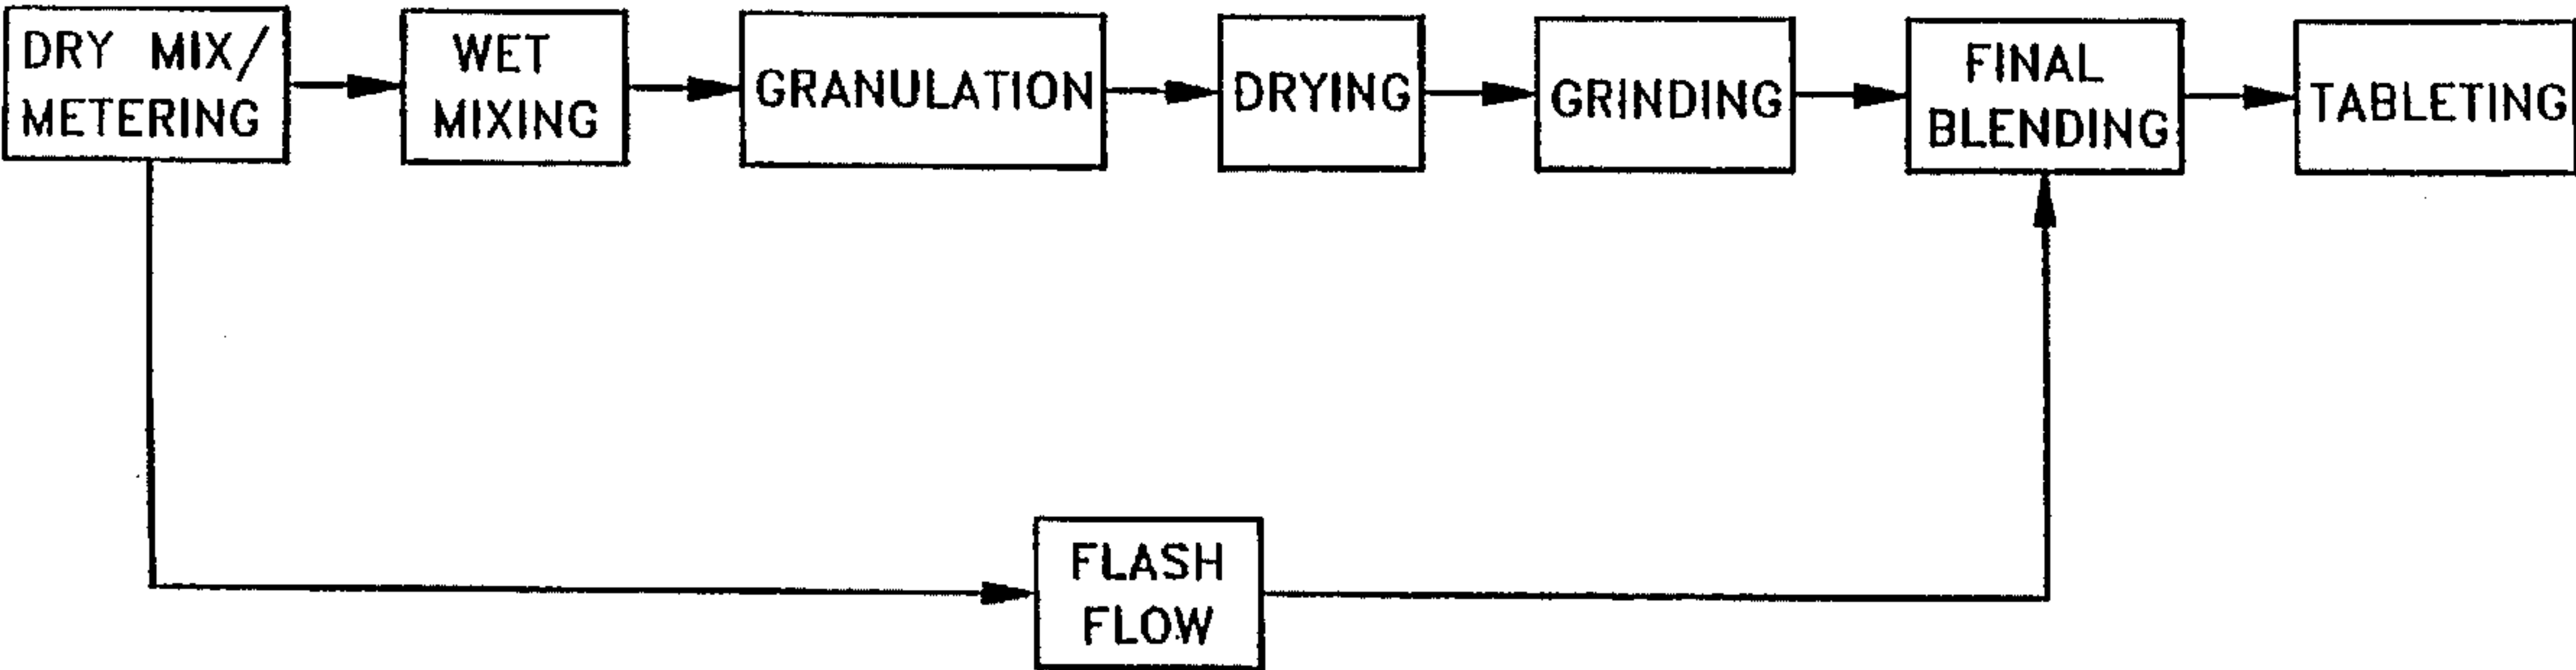 DRY MIX/
METERING
WET
MIXING
GRANULATION
DRYING
GRINDING
FINAL
BLENDING
TABLETING
FLASH
FLOW